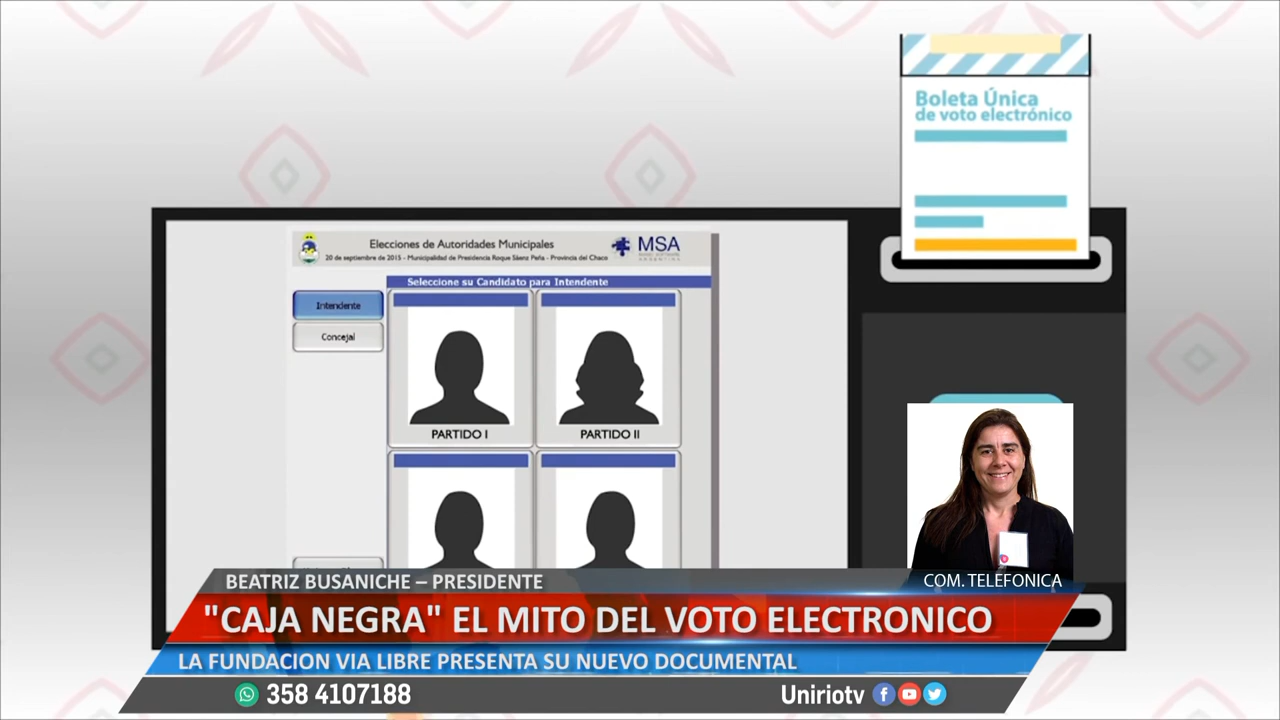 Boleta Única
de voto electrónico
Elecciones de Autoridades Municipales
20 de septiembre de 2015 - Municipalidad de Presidencia Roque Sáenz Peña - Provincia del Chaco
MSA
Seleccione su Candidato para Intendente
Intendente
Concejal
PARTIDO I
PARTIDO II
BEATRIZ BUSANICHE – PRESIDENTE
COM. TELEFONICA
"CAJA NEGRA" EL MITO DEL VOTO ELECTRONICO
LA FUNDACION VIA LIBRE PRESENTA SU NUEVO DOCUMENTAL
358 4107188
Unriotv